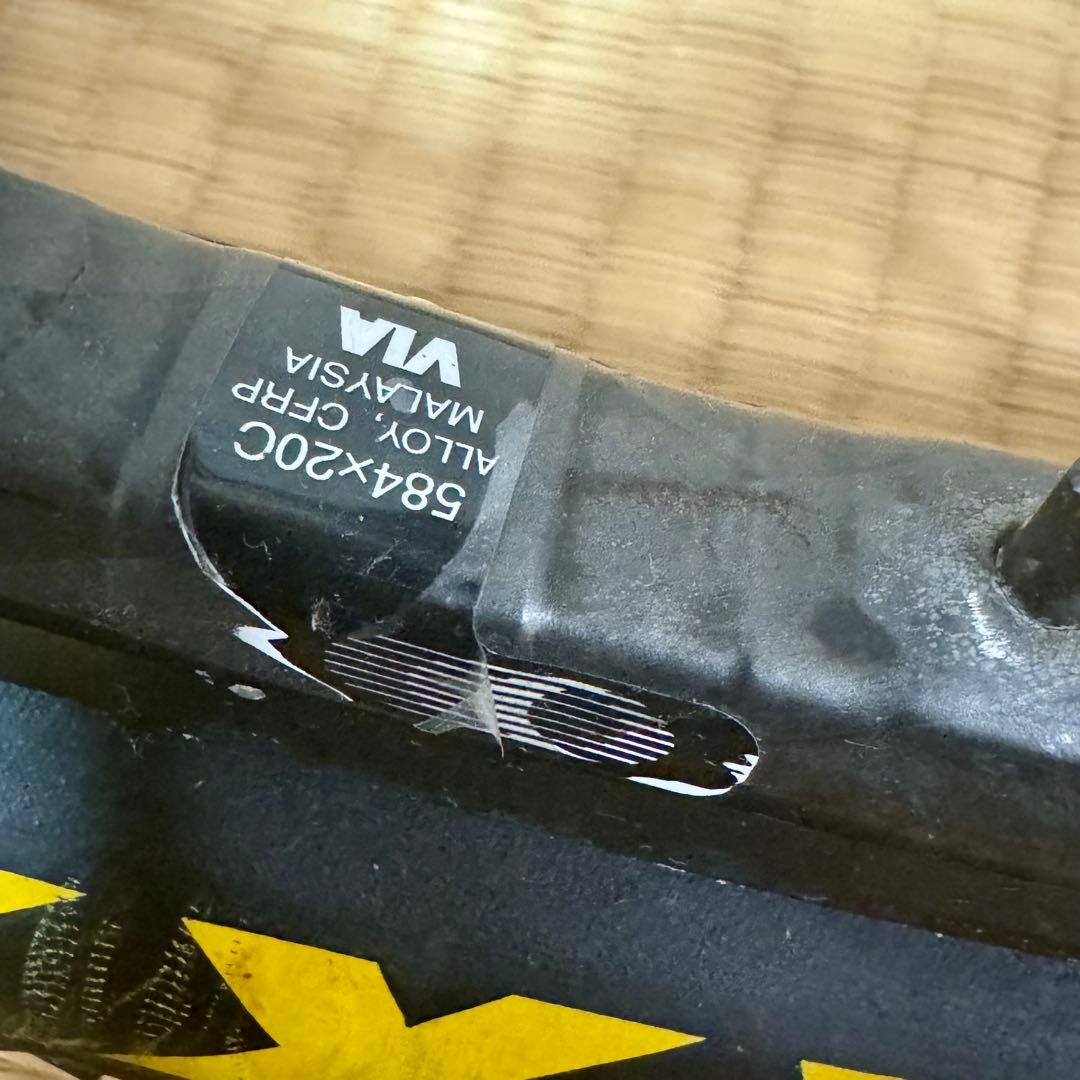 584x20C
ALLOY, CFRP
MALAYSIA
VIA